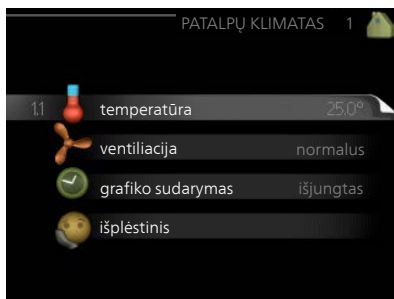 PATALPŲ KLIMATAS 1
1.1 temperatūra 25.0°
ventiliacija normalus
grafiko sudarymas išjungtas
išplėstinis